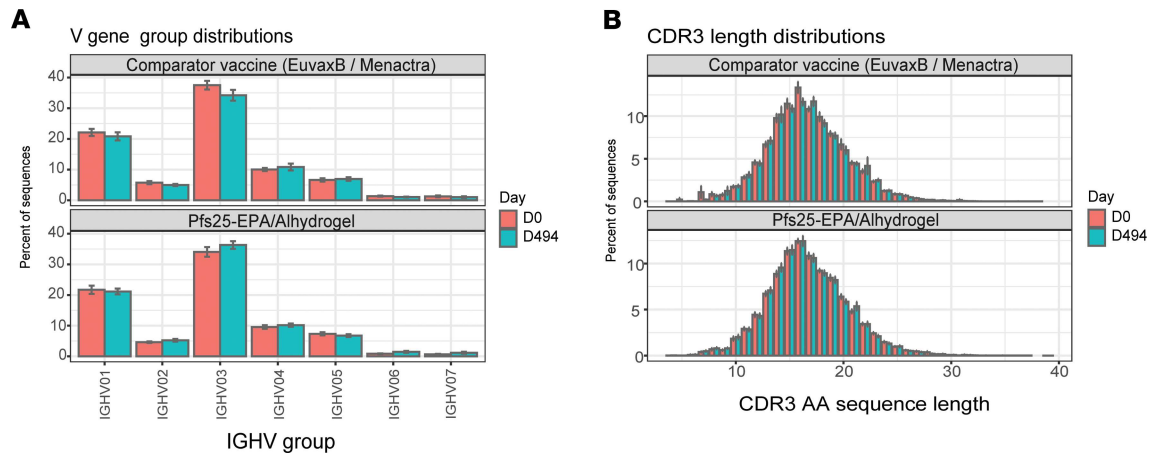 A
V gene group distributions
Comparator vaccine (EuvaxB / Menactra)
40
30
20
10
0
Pfs25-EPA/Alhydrogel
40
30
20
10
0
Percent of sequences
IGHV01
IGHV02
IGHV03
IGHV04
IGHV05
IGHV06
IGHV07
IGHV group
Day
D0
D494
B
CDR3 length distributions
Comparator vaccine (EuvaxB / Menactra)
10
5
0
Pfs25-EPA/Alhydrogel
10
5
0
Percent of sequences
10
20
30
40
CDR3 AA sequence length
Day
D0
D494